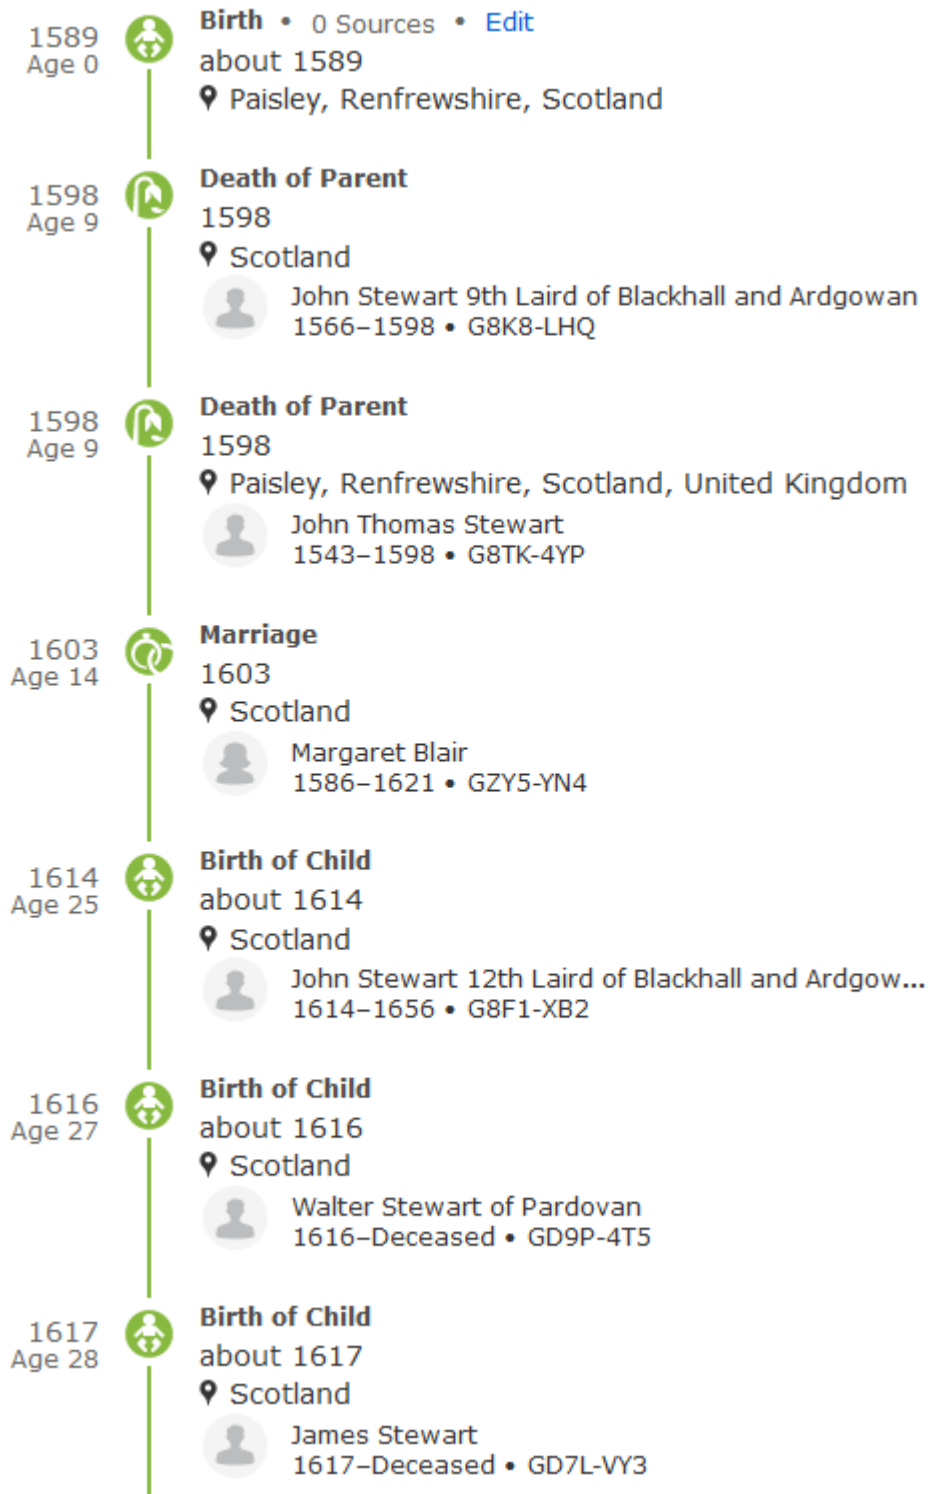 1589
Age 0
Birth • 0 Sources • Edit
about 1589
Paisley, Renfrewshire, Scotland
1598
Age 9
Death of Parent
1598
Scotland
John Stewart 9th Laird of Blackhall and Ardgowan
1566–1598 • G8K8-LHQ
1598
Age 9
Death of Parent
1598
Paisley, Renfrewshire, Scotland, United Kingdom
John Thomas Stewart
1543–1598 • G8TK-4YP
1603
Age 14
Marriage
1603
Scotland
Margaret Blair
1586–1621 • GZY5-YN4
1614
Age 25
Birth of Child
about 1614
Scotland
John Stewart 12th Laird of Blackhall and Ardgow...
1614–1656 • G8F1-XB2
1616
Age 27
Birth of Child
about 1616
Scotland
Walter Stewart of Pardovan
1616–Deceased • GD9P-4T5
1617
Age 28
Birth of Child
about 1617
Scotland
James Stewart
1617–Deceased • GD7L-VY3